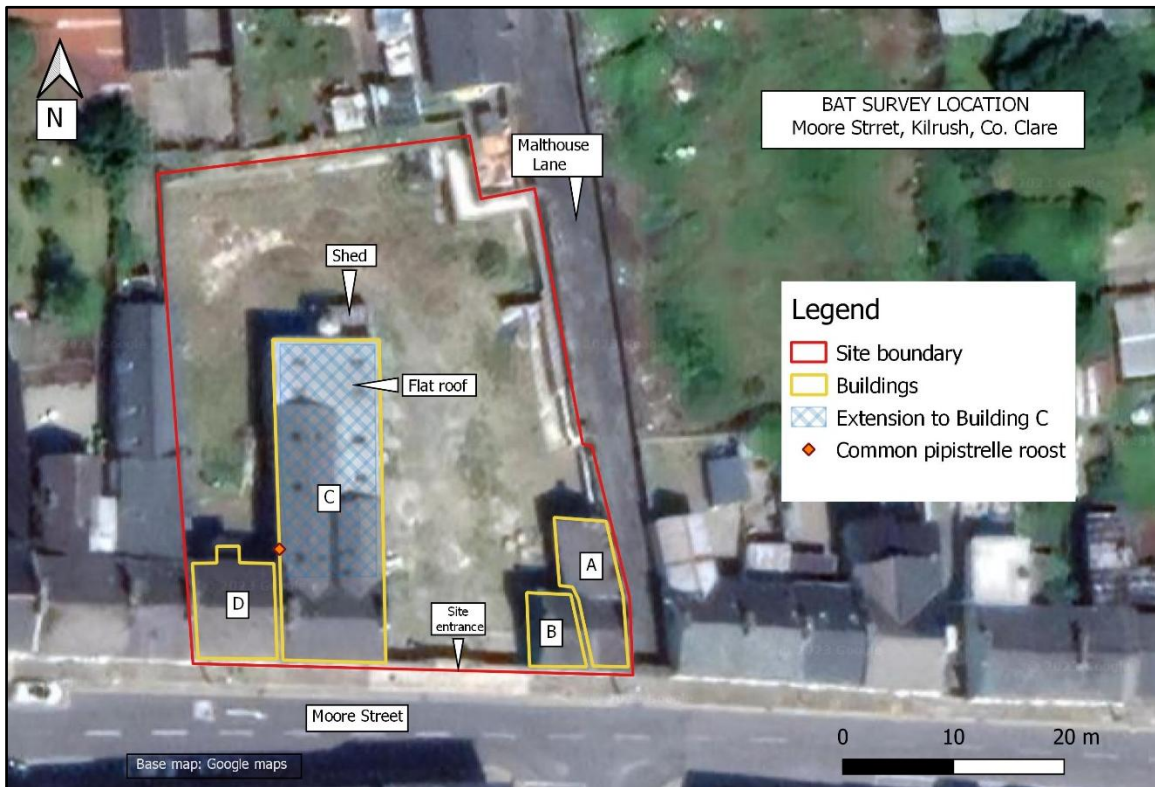 N
BAT SURVEY LOCATION
Moore Strret, Kilrush, Co. Clare
Malthouse
Lane
Shed
Flat roof
Legend
Site boundary
Buildings
Extension to Building C
Common pipistrelle roost
C
A
D
B
Site
entrance
Moore Street
0 10 20 m
Base map: Google maps